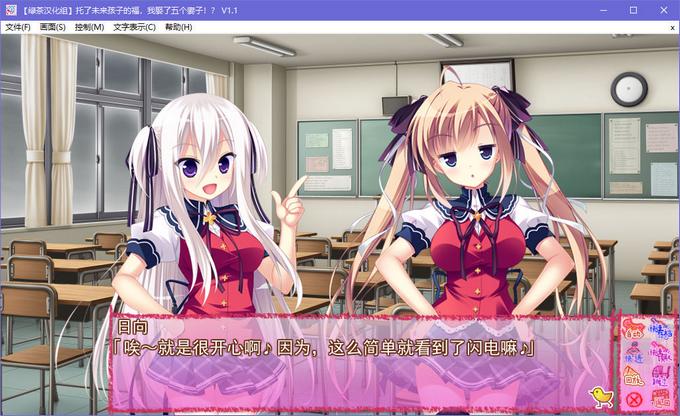 【绿茶汉化组】托了未来孩子的福，我娶了五个妻子！？ V1.1
文件(F) 画面(S) 控制(M) 文字表示(C) 帮助(H)
x
日向
「唉～就是很开心啊♪因为，这么简单就看到了闪电嘛♪」
自动